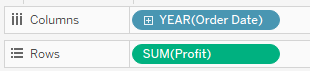 Columns YEAR(Order Date)
Rows SUM(Profit)